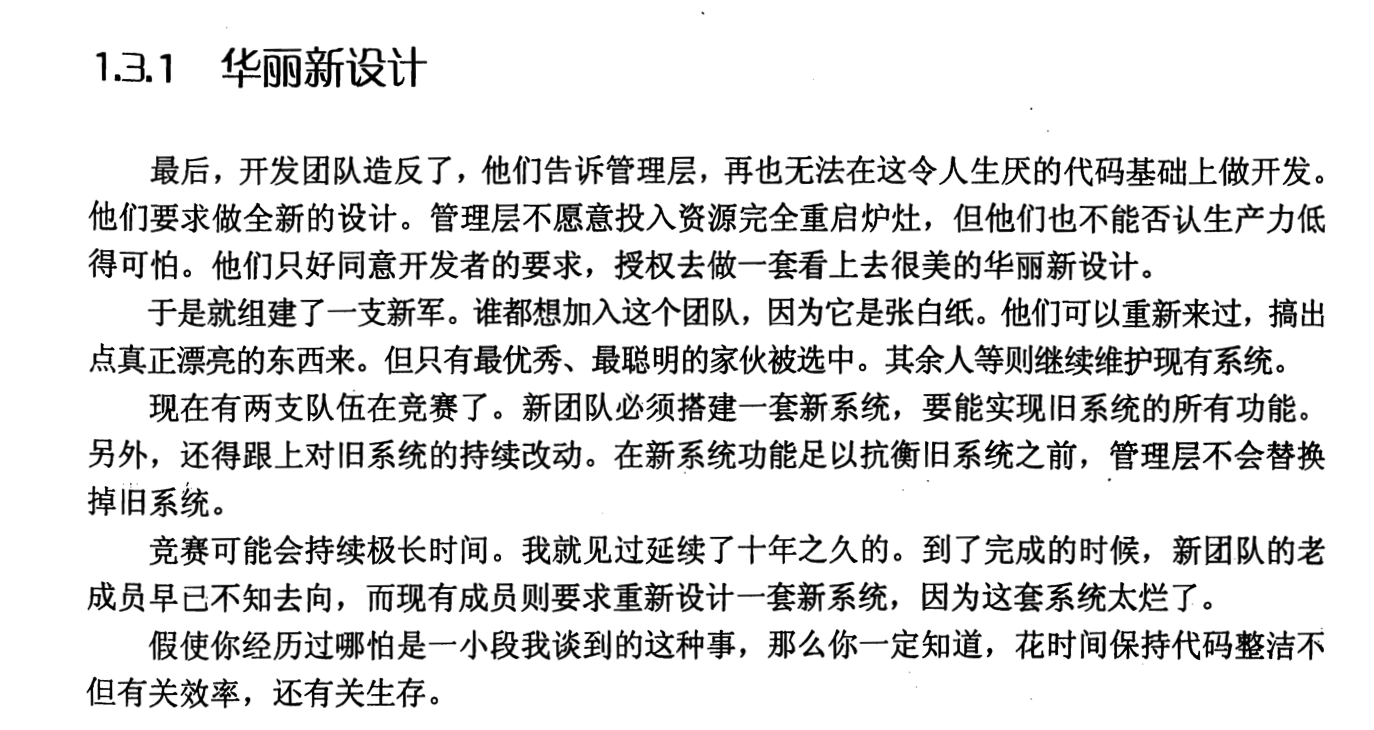 1.3.1 华丽新设计
最后，开发团队造反了，他们告诉管理层，再也无法在这令人生厌的代码基础上做开发。
他们要求做全新的设计。管理层不愿意投入资源完全重启炉灶，但他们也不能否认生产力低
得可怕。他们只好同意开发者的要求，授权去做一套看上去很美的华丽新设计。
于是就组建了一支新军。谁都想加入这个团队，因为它是张白纸。他们可以重新来过，搞出
点真正漂亮的东西来。但只有最优秀、最聪明的家伙被选中。其余人等则继续维护现有系统。
现在有两支队伍在竞赛了。新团队必须搭建一套新系统，要能实现旧系统的所有功能。
另外，还得跟上对旧系统的持续改动。在新系统功能足以抗衡旧系统之前，管理层不会替换
掉旧系统。
竞赛可能会持续极长时间。我就见过延续了十年之久的。到了完成的时候，新团队的老
成员早已不知去向，而现有成员则要求重新设计一套新系统，因为这套系统太烂了。
假使你经历过哪怕是一小段我谈到的这种事，那么你一定知道，花时间保持代码整洁不
但有关效率，还有关生存。